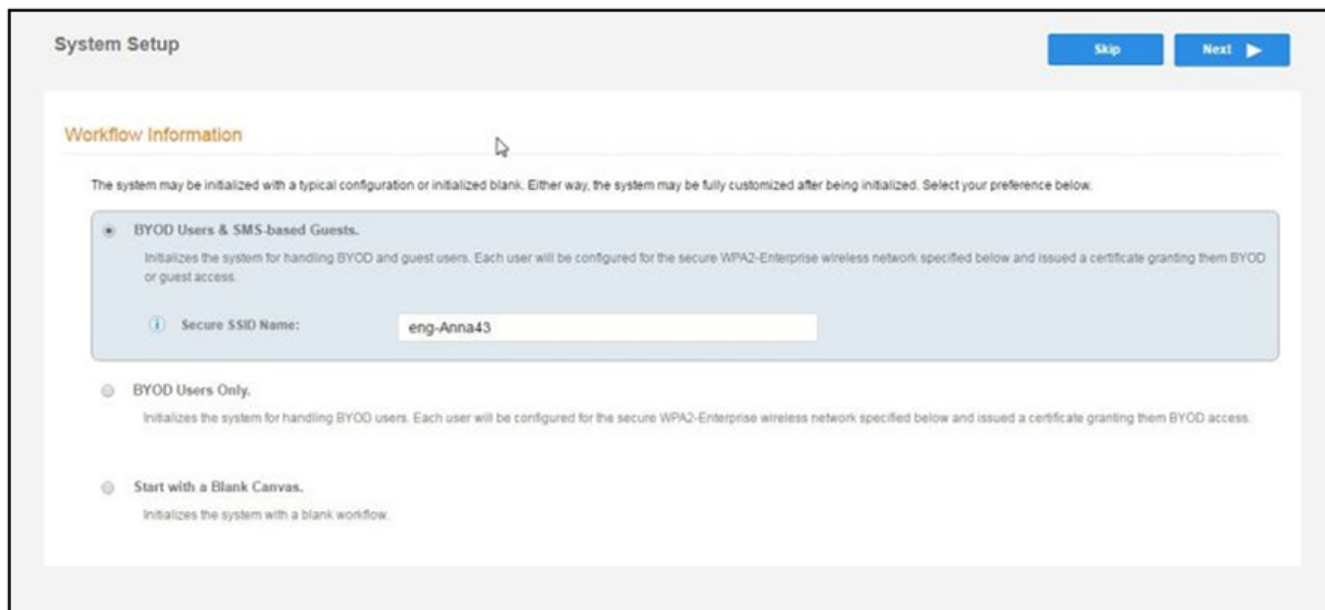 System Setup
Skip
Next
Workflow Information
The system may be initialized with a typical configuration or initialized blank. Either way, the system may be fully customized after being initialized. Select your preference below.
BYOD Users & SMS-based Guests.
Initializes the system for handling BYOD and guest users. Each user will be configured for the secure WPA2-Enterprise wireless network specified below and issued a certificate granting them BYOD
or guest access.
Secure SSID Name:
eng-Anna43
BYOD Users Only.
Initializes the system for handling BYOD users. Each user will be configured for the secure WPA2-Enterprise wireless network specified below and issued a certificate granting them BYOD access.
Start with a Blank Canvas.
Initializes the system with a blank workflow.